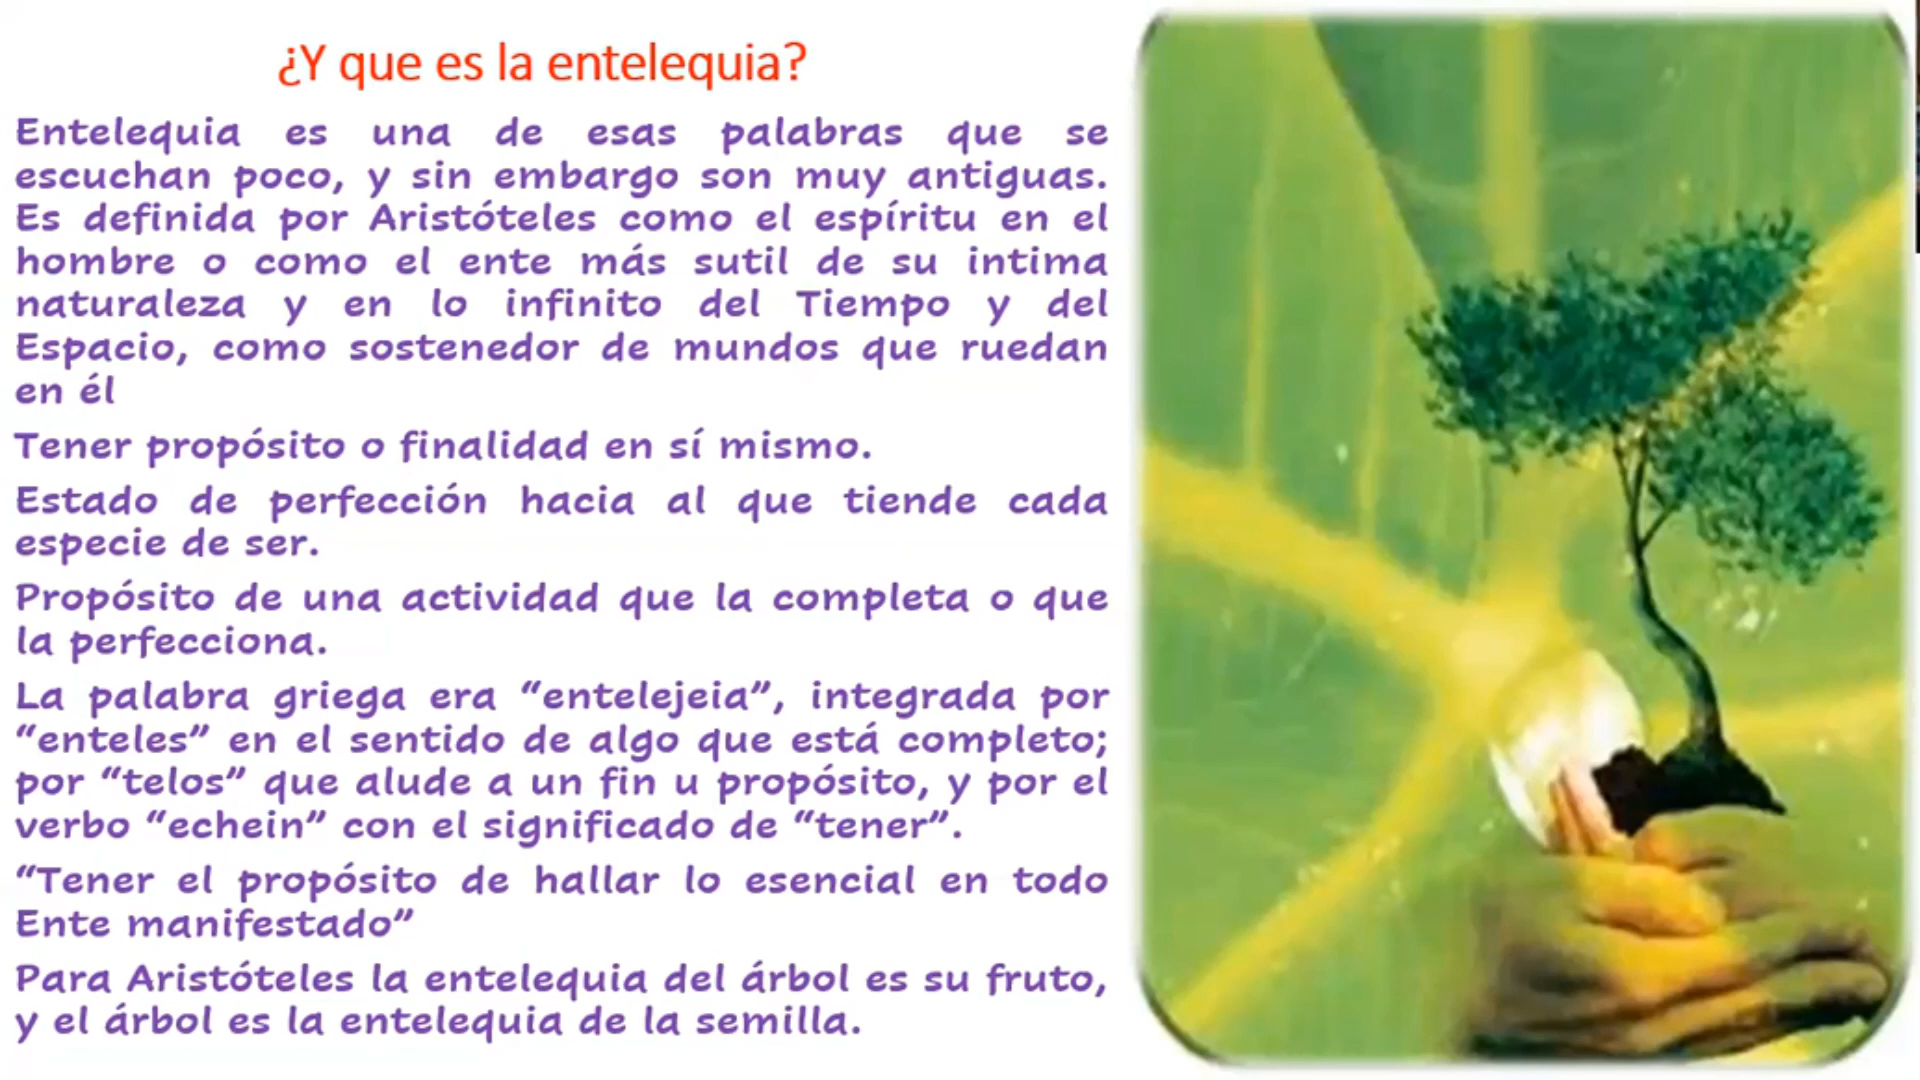 ¿Y que es la entelequia?
Entelequia es una de esas palabras que se
escuchan poco, y sin embargo son muy antiguas.
Es definida por Aristóteles como el espíritu en el
hombre o como el ente más sutil de su intima
naturaleza y en lo infinito del Tiempo y del
Espacio, como sostenedor de mundos que ruedan
en él
Tener propósito o finalidad en sí mismo.
Estado de perfección hacia al que tiende cada
especie de ser.
Propósito de una actividad que la completa o que
la perfecciona.
La palabra griega era “entelejeia”, integrada por
“enteles” en el sentido de algo que está completo;
por “telos” que alude a un fin u propósito, y por el
verbo “echein” con el significado de “tener”.
“Tener el propósito de hallar lo esencial en todo
Ente manifestado”
Para Aristóteles la entelequia del árbol es su fruto,
y el árbol es la entelequia de la semilla.